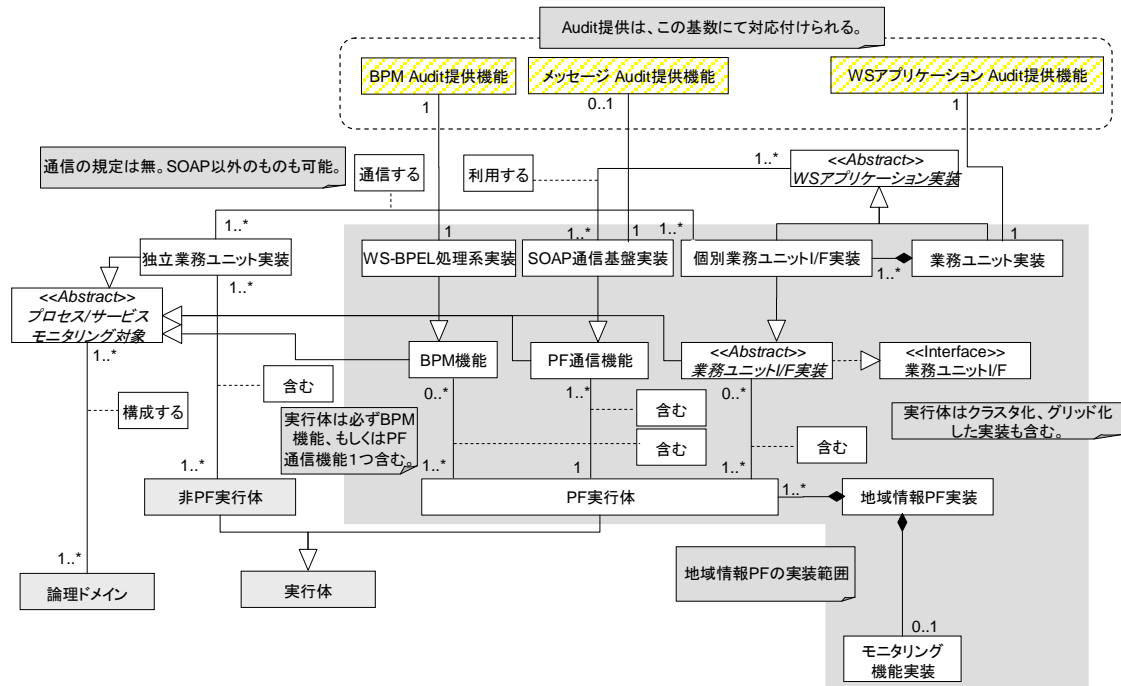 Audit提供は、この基数にて対応付けられる。
BPM Audit提供機能
メッセージ Audit提供機能
WSアプリケーション Audit提供機能
1
0..1
1
通信の規定は無。SOAP以外のものも可能。
通信する
利用する
1..*
<<Abstract>>
WSアプリケーション実装
1..*
1
1..*
1
1..*
1
独立業務ユニット実装
WS-BPEL処理系実装
SOAP通信基盤実装
個別業務ユニットI/F実装
1..*
業務ユニット実装
1..*
<<Abstract>>
プロセス/サービス
モニタリング対象
1..*
BPM機能
PF通信機能
<<Abstract>>
業務ユニットI/F実装
<<Interface>>
業務ユニットI/F
0..*
1..*
0..*
構成する
含む
含む
含む
含む
実行体は必ずBPM
機能、もしくはPF
通信機能1つ含む。
実行体はクラスタ化、グリッド化
した実装も含む。
1..*
1..*
1
1..*
非PF実行体
PF実行体
1..*
地域情報PF実装
1..*
論理ドメイン
実行体
地域情報PFの実装範囲
0..1
モニタリング
機能実装